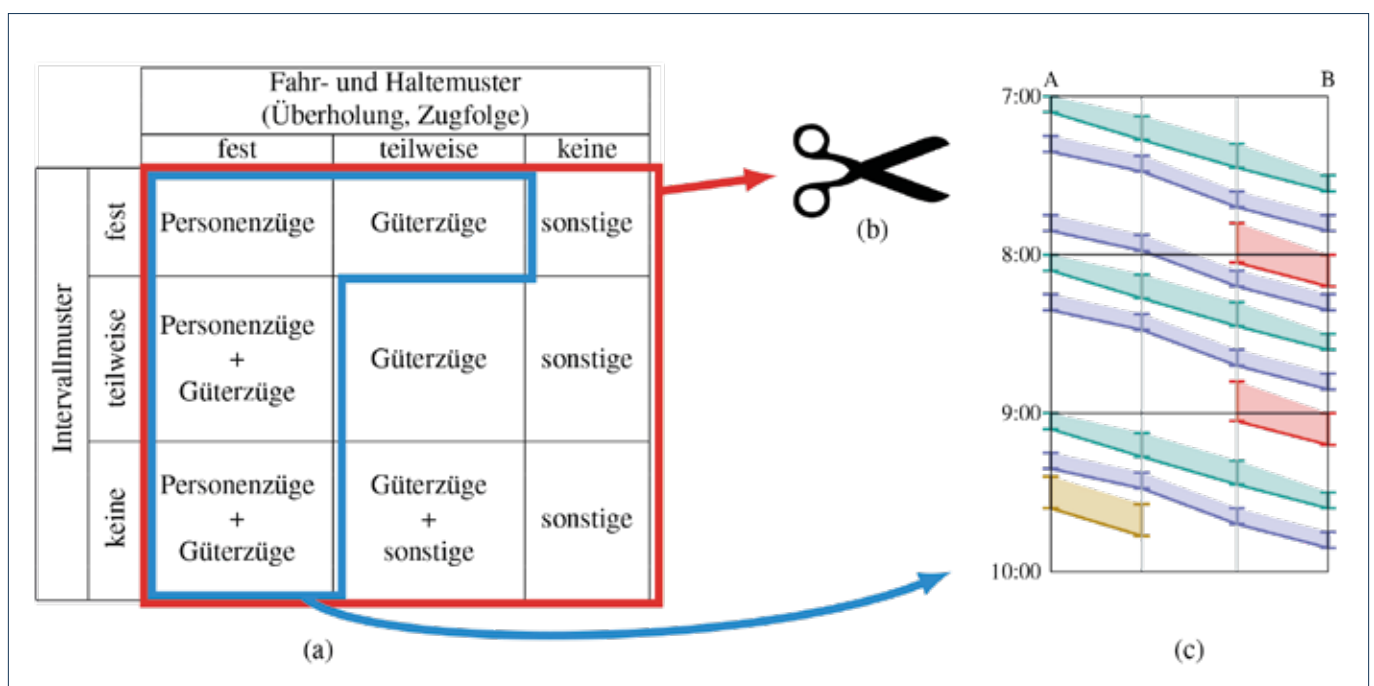 Fahr- und Haltemuster
(Überholung, Zugfolge)
fest teilweise keine
Intervallmuster
fest
Personenzüge Güterzüge sonstige
teilweise
Personenzüge
+
Güterzüge
Güterzüge
sonstige
keine
Personenzüge
+
Güterzüge
Güterzüge
+
sonstige
sonstige
(a)
(b)
A B
7:00
8:00
9:00
10:00
(c)